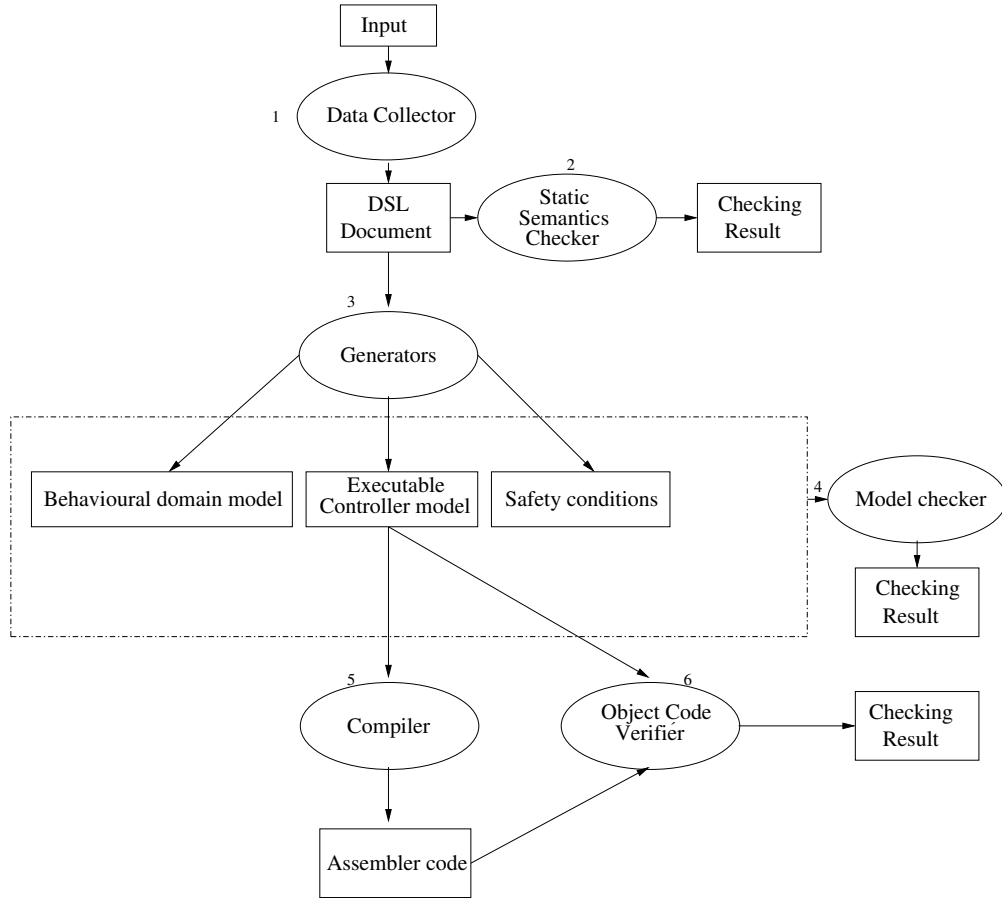 Input
1
Data Collector
2
DSL
Document
Static
Semantics
Checker
Checking
Result
3
Generators
Behavioural domain model
Executable
Controller model
Safety conditions
4
Model checker
Checking
Result
5
Compiler
6
Object Code
Verifier
Checking
Result
Assembler code